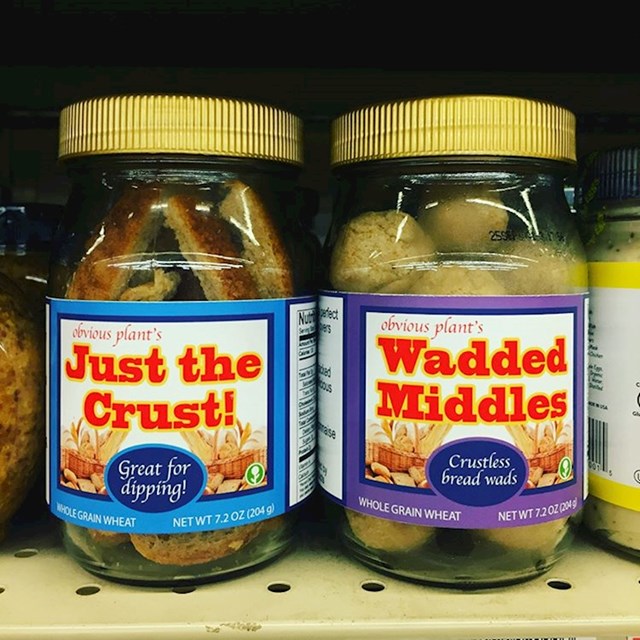 obvious plant's
Just the
Crust!
Great for
dipping!
WHOLE GRAIN WHEAT
NET WT 7.2 OZ (204 g)
obvious plant's
Wadded
Middles
Crustless
bread wads
WHOLE GRAIN WHEAT
NET WT 7.2 OZ (204 g)